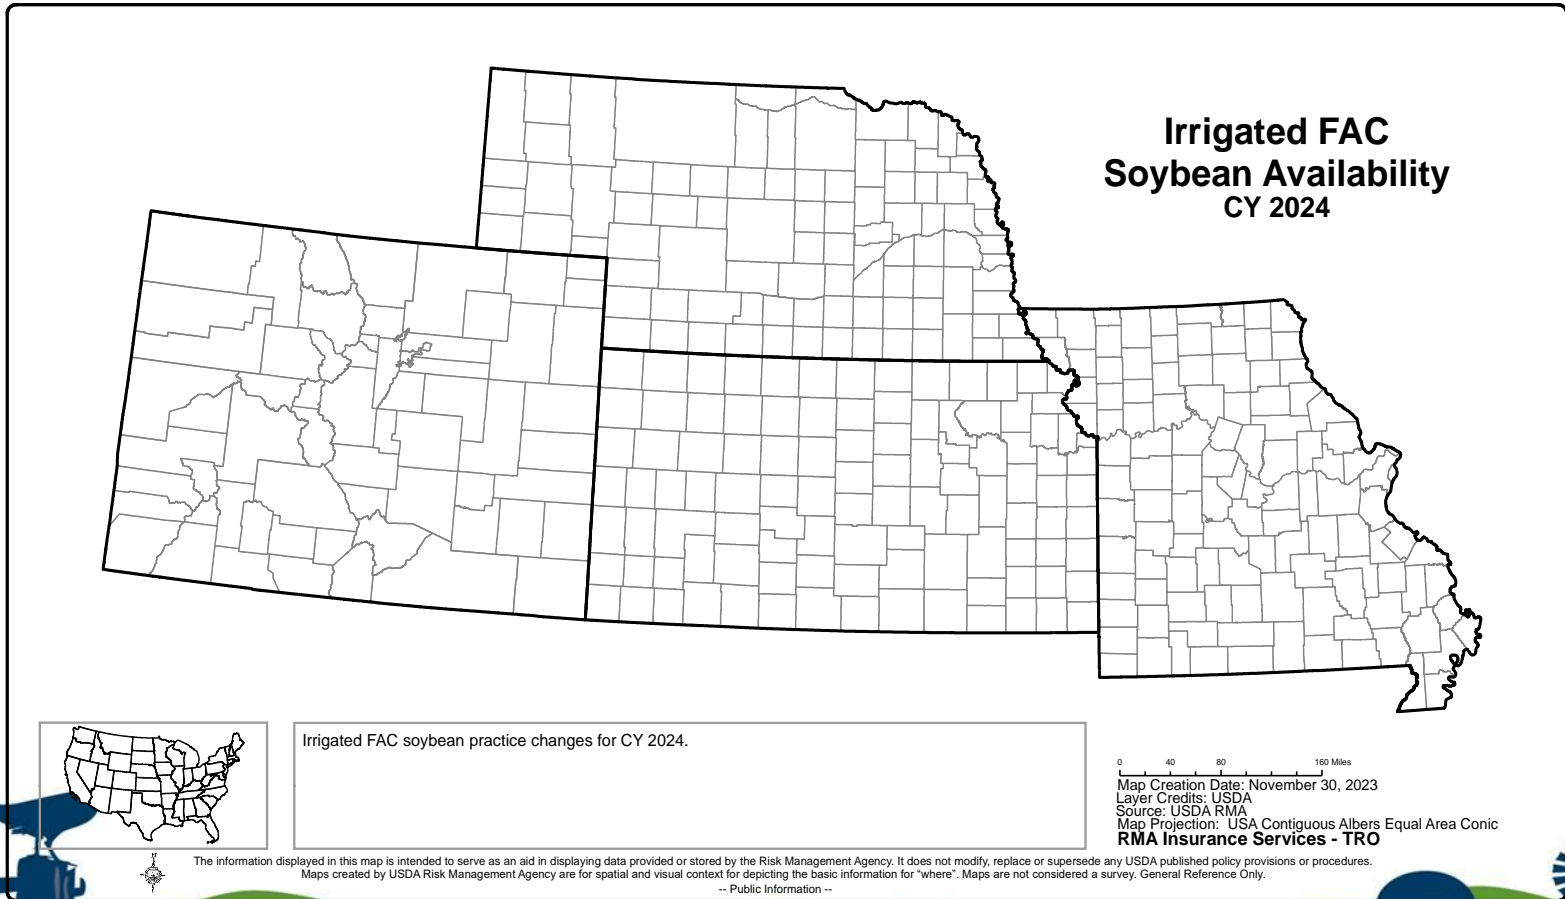 Irrigated FAC
Soybean Availability
CY 2024
Irrigated FAC soybean practice changes for CY 2024.
0 40 80 160 Miles
Map Creation Date: November 30, 2023
Layer Credits: USDA
Source: USDA RMA
Map Projection: USA Contiguous Albers Equal Area Conic
RMA Insurance Services - TRO
The information displayed in this map is intended to serve as an aid in displaying data provided or stored by the Risk Management Agency. It does not modify, replace or supersede any USDA published policy provisions or procedures.
Maps created by USDA Risk Management Agency are for spatial and visual context for depicting the basic information for “where”. Maps are not considered a survey. General Reference Only.
-- Public Information --